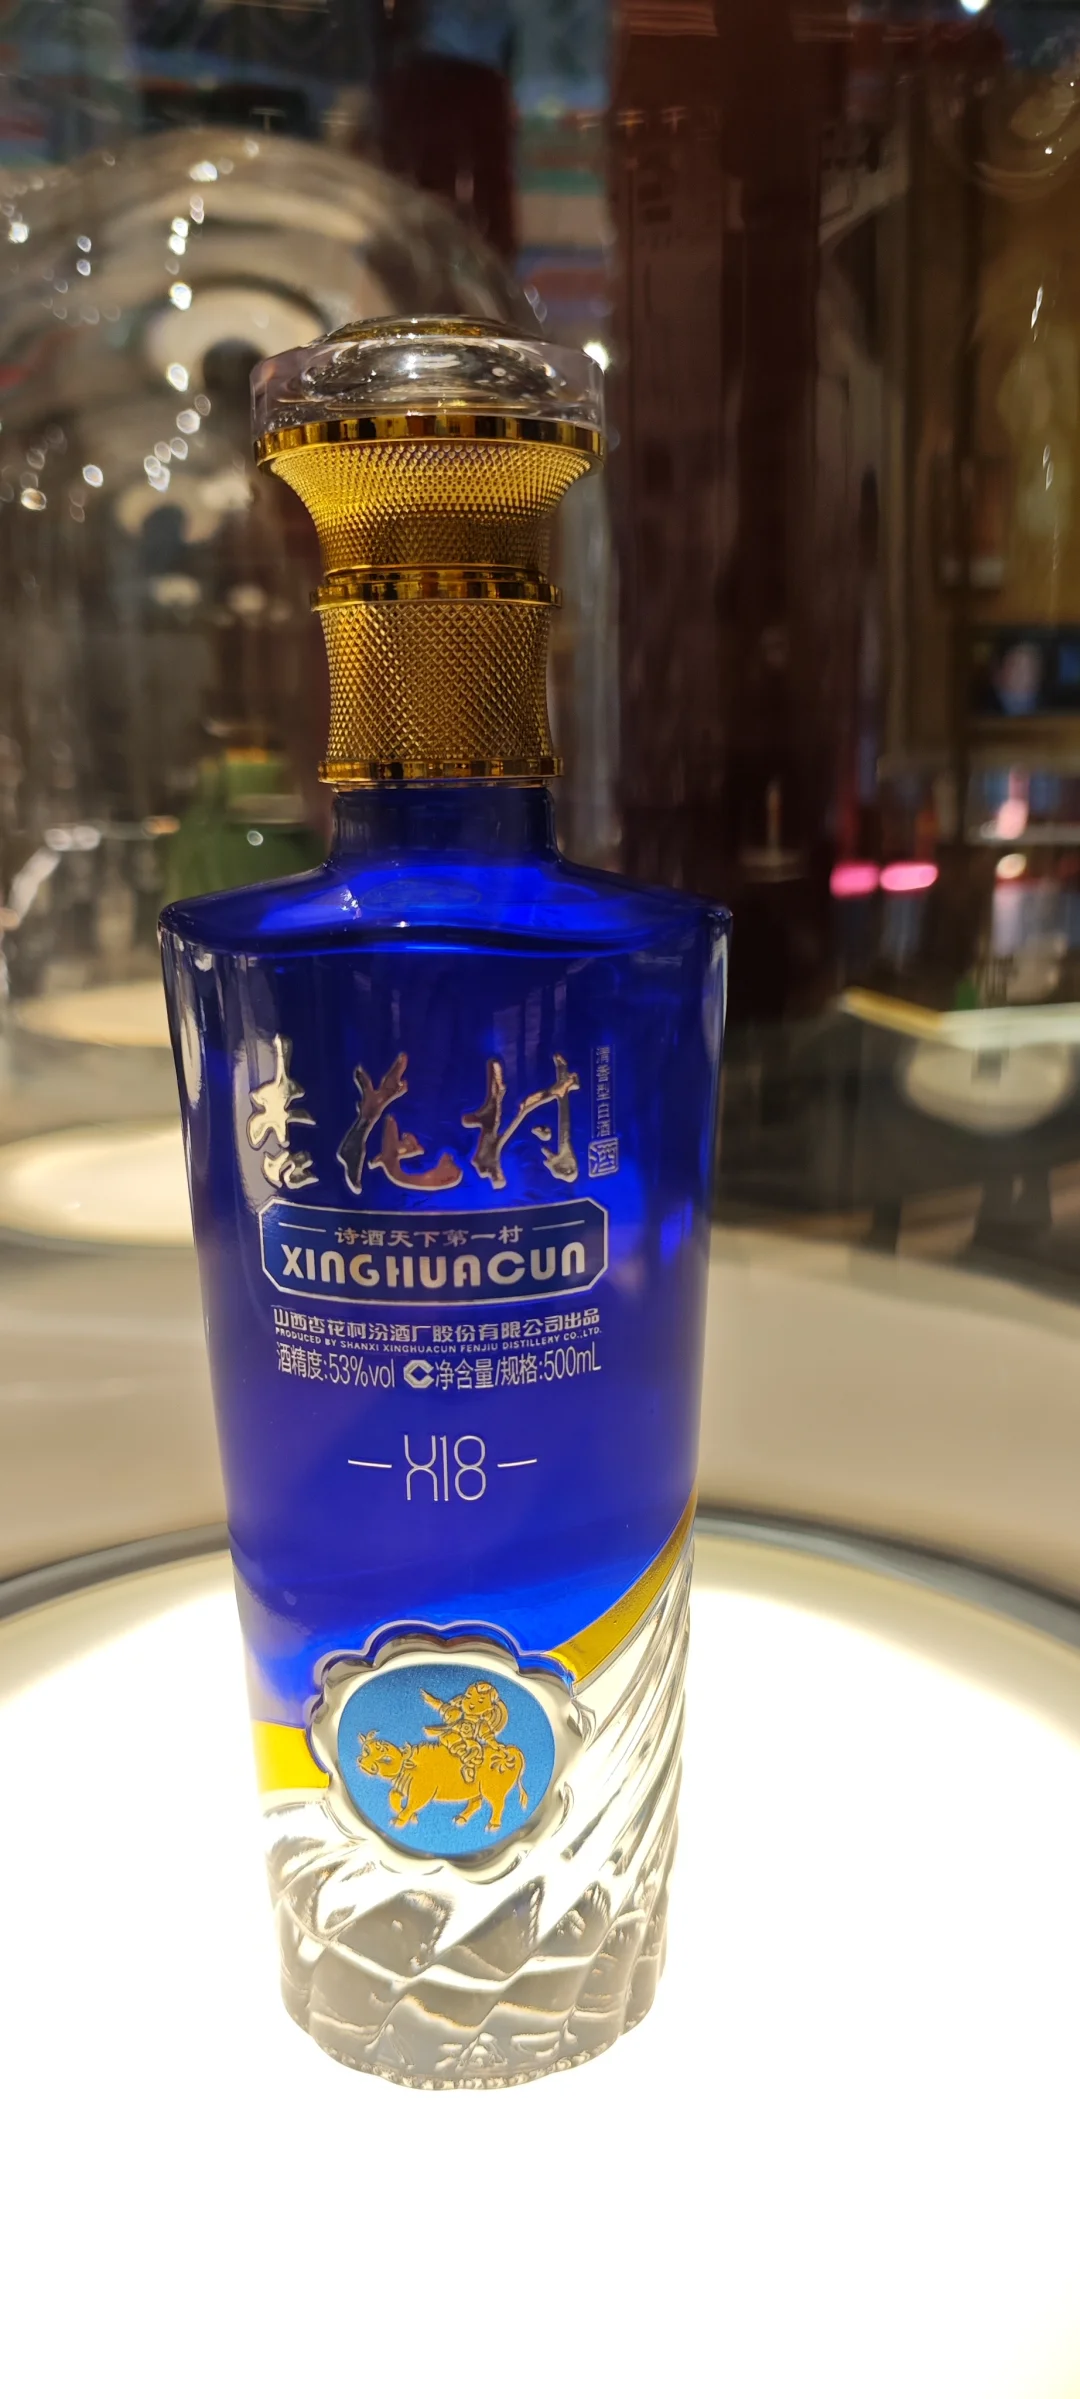 杏花村
诗酒天下第一村
XINGHUACUN
山西杏花村汾酒厂股份有限公司出品
PRODUCED BY SHANXI XINGHUACUN FENJIU DISTILLERY CO.,LTD.
酒精度:53%vol C净含量/规格:500mL
X18